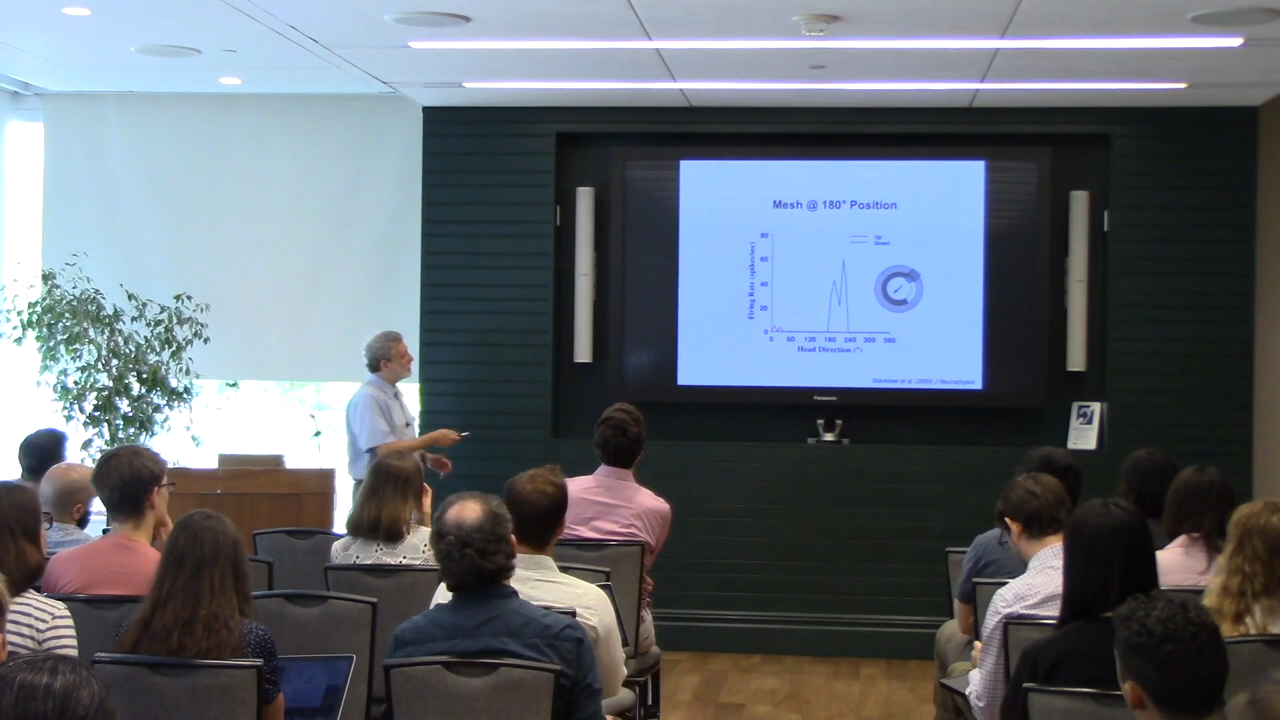 Mesh @ 180° Position
80
60
40
20
0
Firing Rate (spikes/sec)
Up
Down
0 60 120 180 240 300 360
Head Direction (°)
Stackman et al. (2000) J Neurophysiol
Panasonic